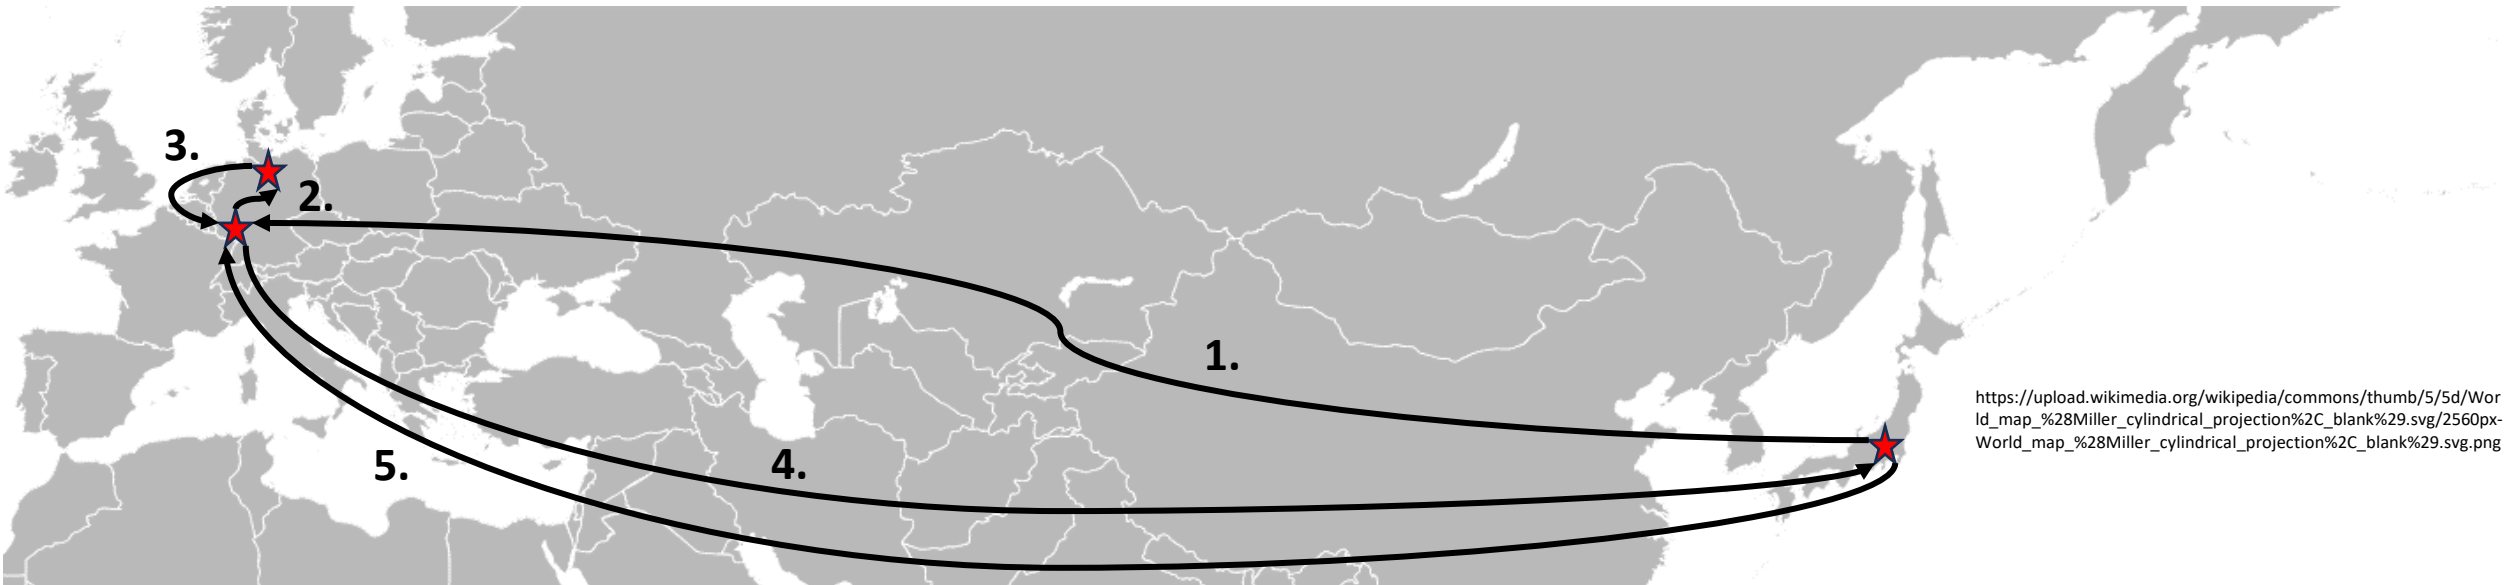 3.
2.
1.
https://upload.wikimedia.org/wikipedia/commons/thumb/5/5d/Wor
ld_map_%28Miller_cylindrical_projection%2C_blank%29.svg/2560px-
World_map_%28Miller_cylindrical_projection%2C_blank%29.svg.png
5.
4.